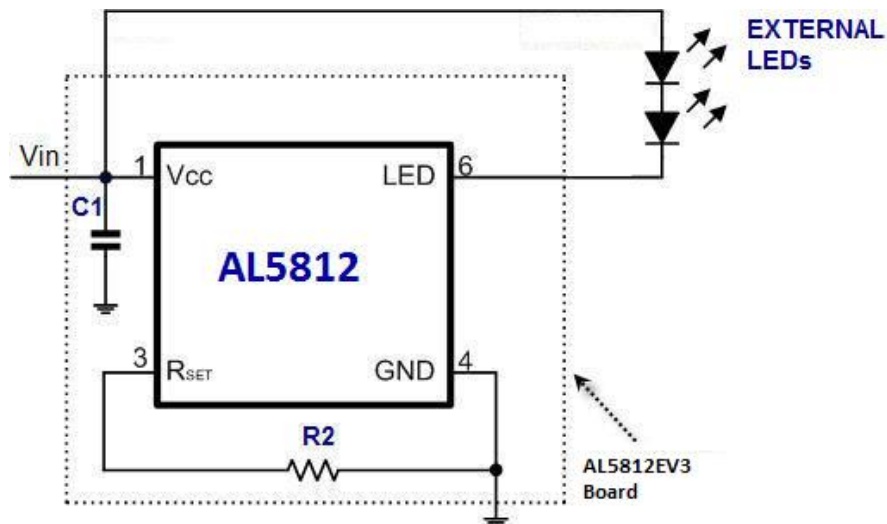 EXTERNAL
LEDs
Vin
1
Vcc
LED
6
C1
AL5812
3
RSET
GND
4
R2
AL5812EV3
Board